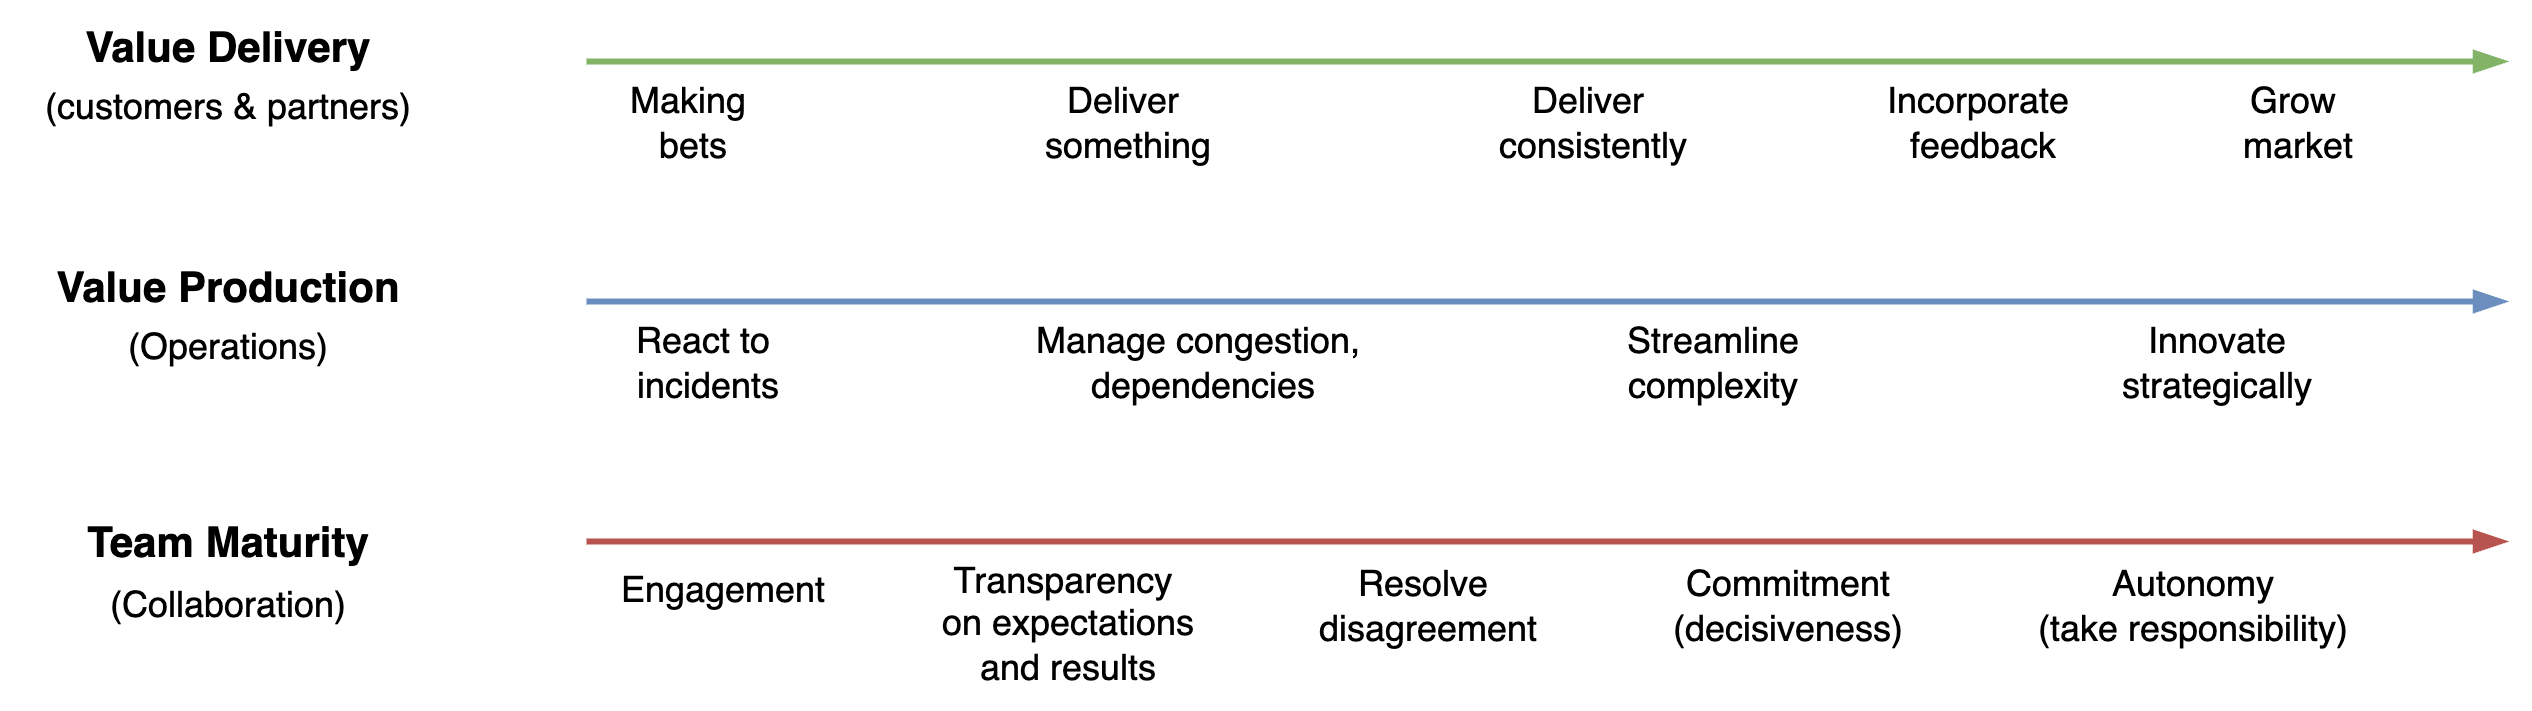 Value Delivery
(customers & partners)
Making
bets
Deliver
something
Deliver
consistently
Incorporate
feedback
Grow
market
Value Production
(Operations)
React to
incidents
Manage congestion,
dependencies
Streamline
complexity
Innovate
strategically
Team Maturity
(Collaboration)
Engagement
Transparency
on expectations
and results
Resolve
disagreement
Commitment
(decisiveness)
Autonomy
(take responsibility)